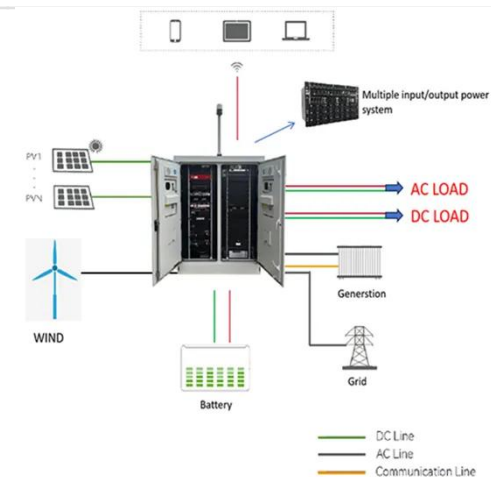 Multiple input/output power
system
PV1
PVN
AC LOAD
DC LOAD
WIND
Generstion
Grid
Battery
DC Line
AC Line
Communication Line